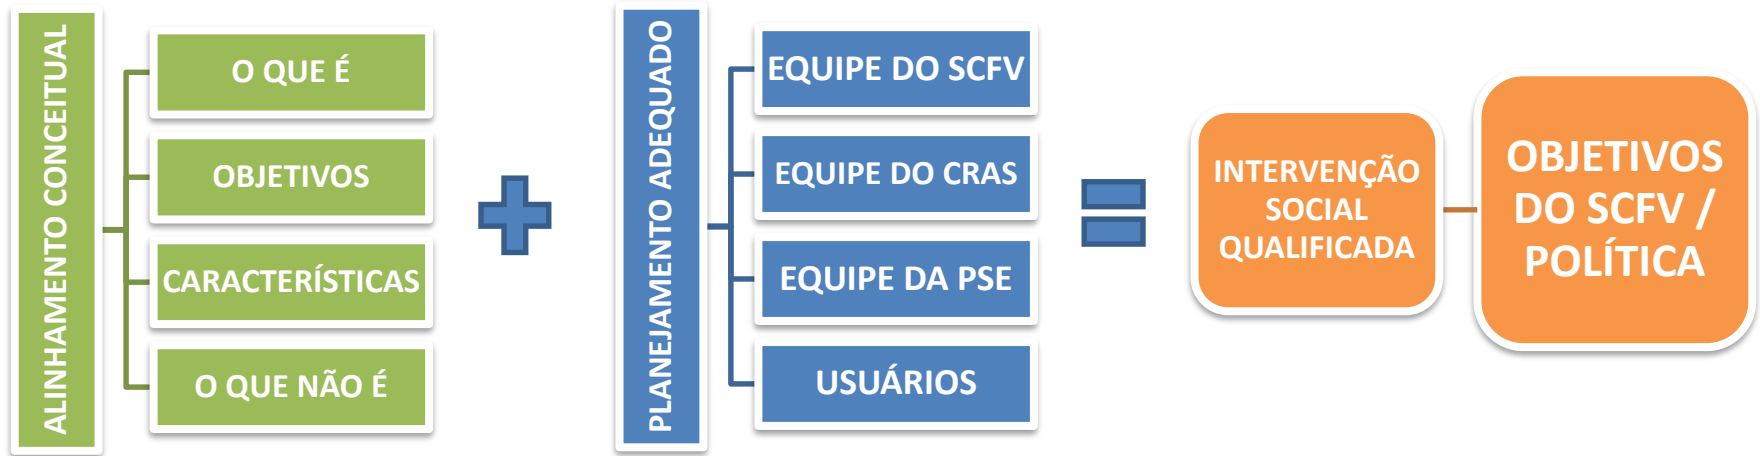 ALINHAMENTO CONCEITUAL
O QUE É
OBJETIVOS
CARACTERÍSTICAS
O QUE NÃO É
PLANEJAMENTO ADEQUADO
EQUIPE DO SCFV
EQUIPE DO CRAS
EQUIPE DA PSE
USUÁRIOS
INTERVENÇÃO
SOCIAL
QUALIFICADA
OBJETIVOS
DO SCFV /
POLÍTICA